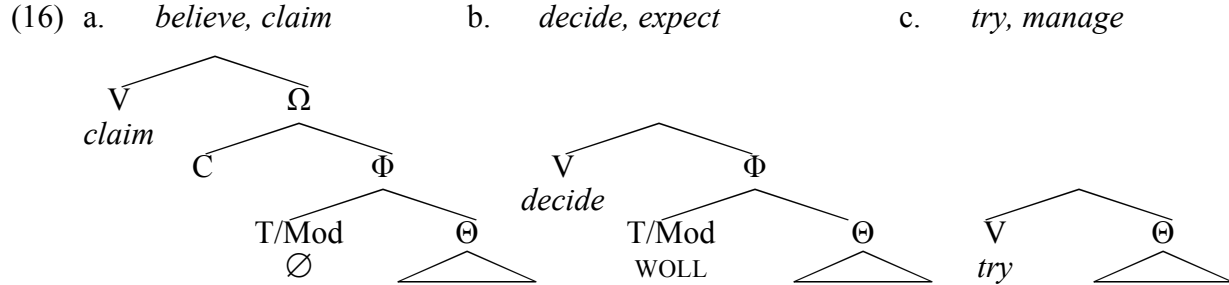 (16) a. believe, claim b. decide, expect c. try, manage
V Ω
claim
C Φ V Φ
decide
T/Mod Θ T/Mod Θ V Θ
∅ WOLL try